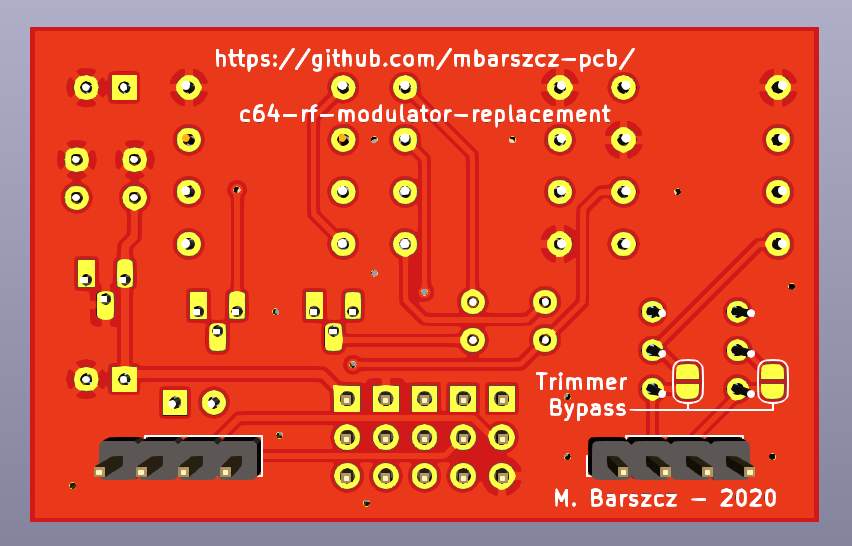 https://github.com/mbarszcz-pcb/
c64-rf-modulator-replacement
Trimmer
Bypass
M. Barszcz - 2020